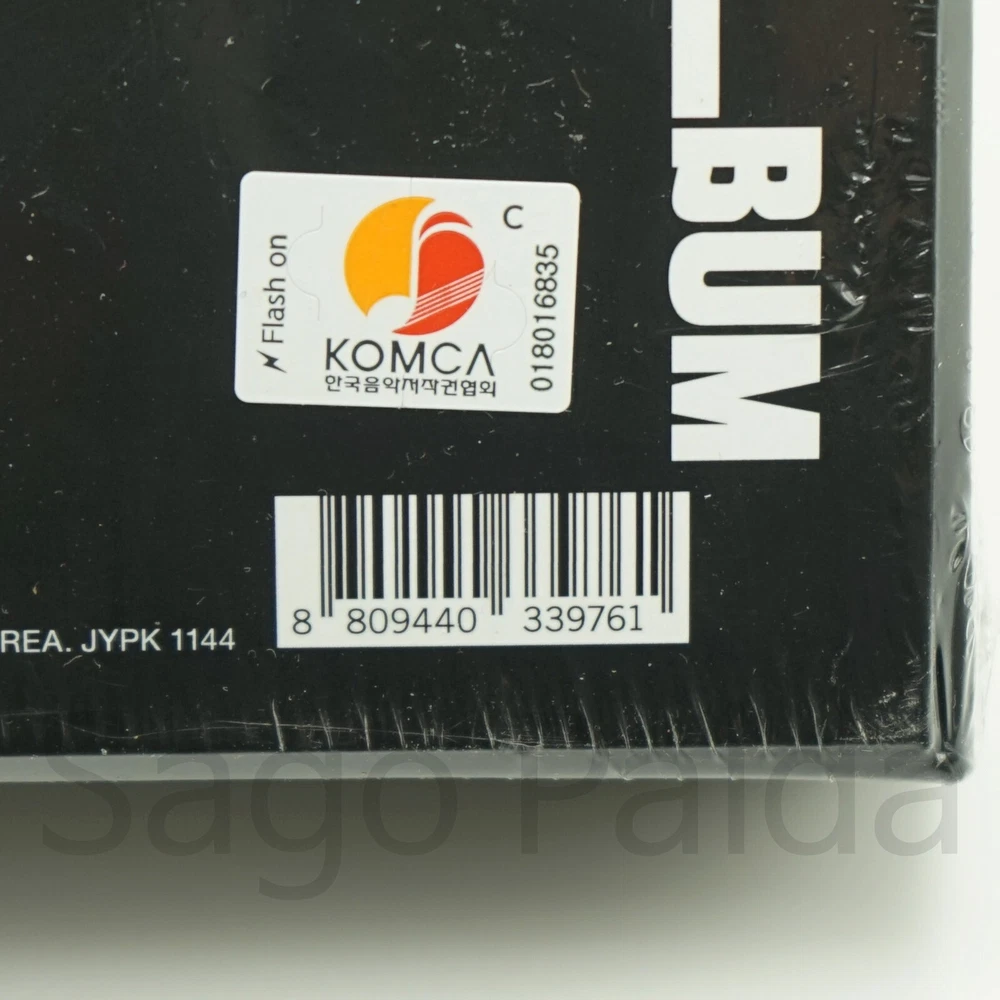 LBUM
C
Flash on
018016835
KOMCA
한국음악저작권협회
8 809440 339761
REA. JYPK 1144
Sago Palda